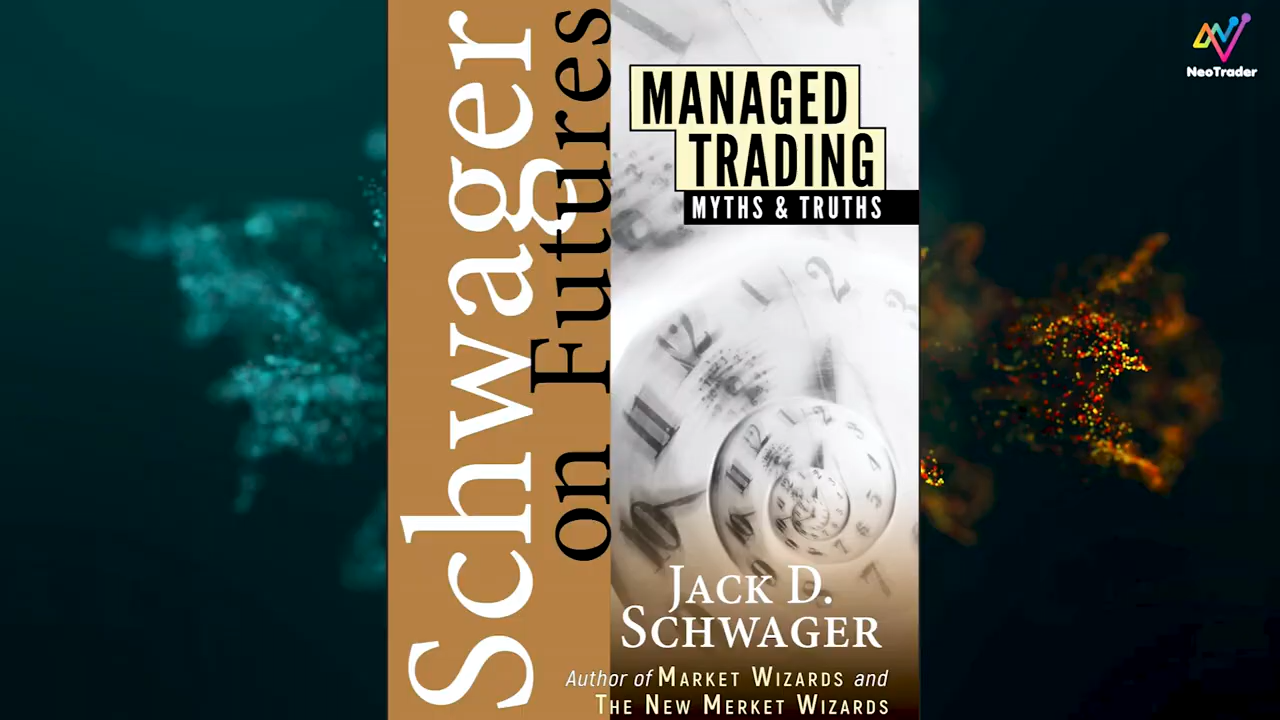 Schwager
on Futures
MANAGED
TRADING
MYTHS & TRUTHS
JACK D.
SCHWAGER
Author of MARKET WIZARDS and
THE NEW MERKET WIZARDS
NeoTrader